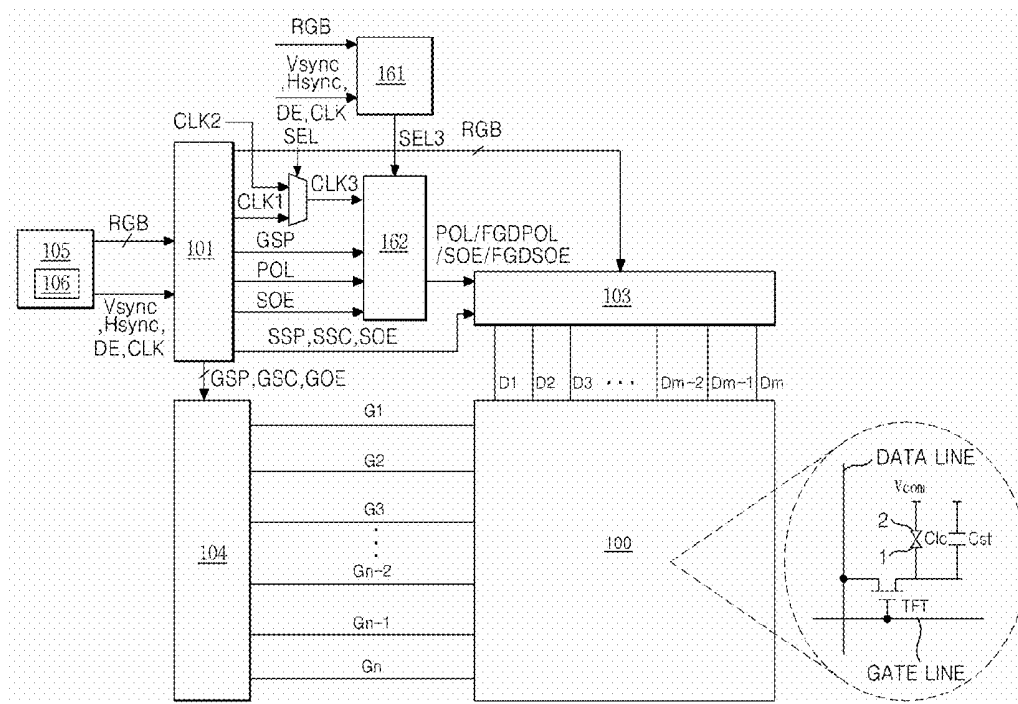 RGB
Vsync
,Hsync,
DE,CLK
161
CLK2
SEL
SEL3
RGB
CLK3
CLK1
RGB
101
GSP
162
POL/FGDPOL
/SOE/FGDSOE
105
106
POL
103
SOE
Vsync
,Hsync,
DE,CLK
SSP,SSC,SOE
GSP,GSC,GOE
D1 D2 D3 ··· Dm-2 Dm-1 Dm
G1
G2
G3
Gn-2
Gn-1
Gn
104
100
DATA LINE
Vcom
2
1
Clc
Cst
TFT
GATE LINE